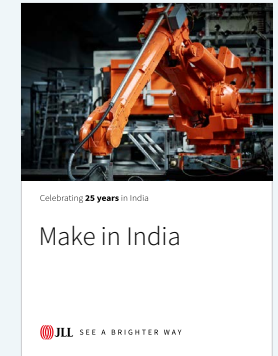 Celebrating 25 years in India
Make in India
JLL SEE A BRIGHTER WAY